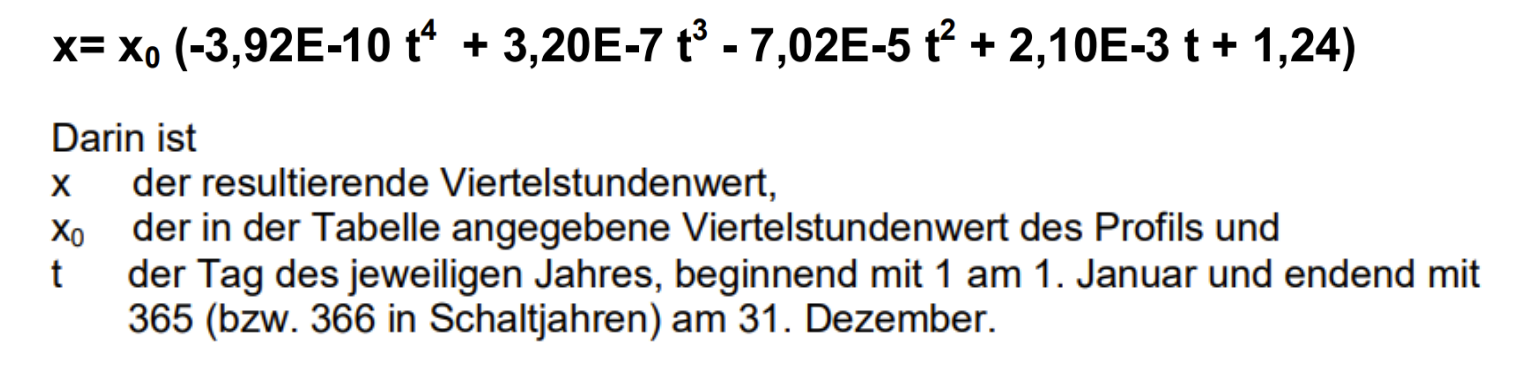 x= x₀ (-3,92E-10 t⁴ + 3,20E-7 t³ - 7,02E-5 t² + 2,10E-3 t + 1,24)
Darin ist
x der resultierende Viertelstundenwert,
x₀ der in der Tabelle angegebene Viertelstundenwert des Profils und
t der Tag des jeweiligen Jahres, beginnend mit 1 am 1. Januar und endend mit
365 (bzw. 366 in Schaltjahren) am 31. Dezember.